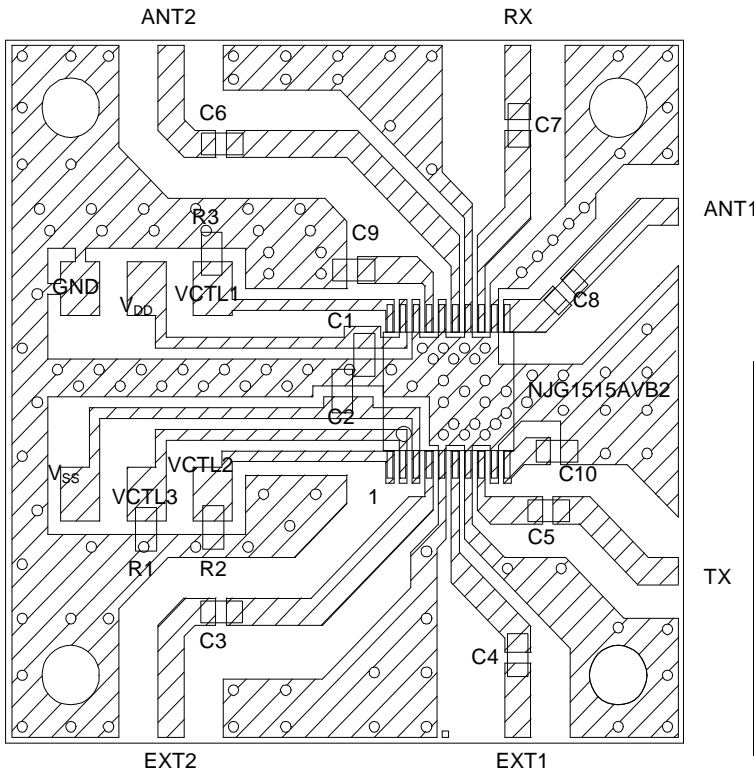 ANT2
RX
C6
C7
ANT1
R3
C9
GND
VDD
VCTL1
C8
C1
NJG1515AVB2
C2
VSS
VCTL3
VCTL2
C10
1
C5
R1
R2
TX
C3
C4
EXT2
EXT1